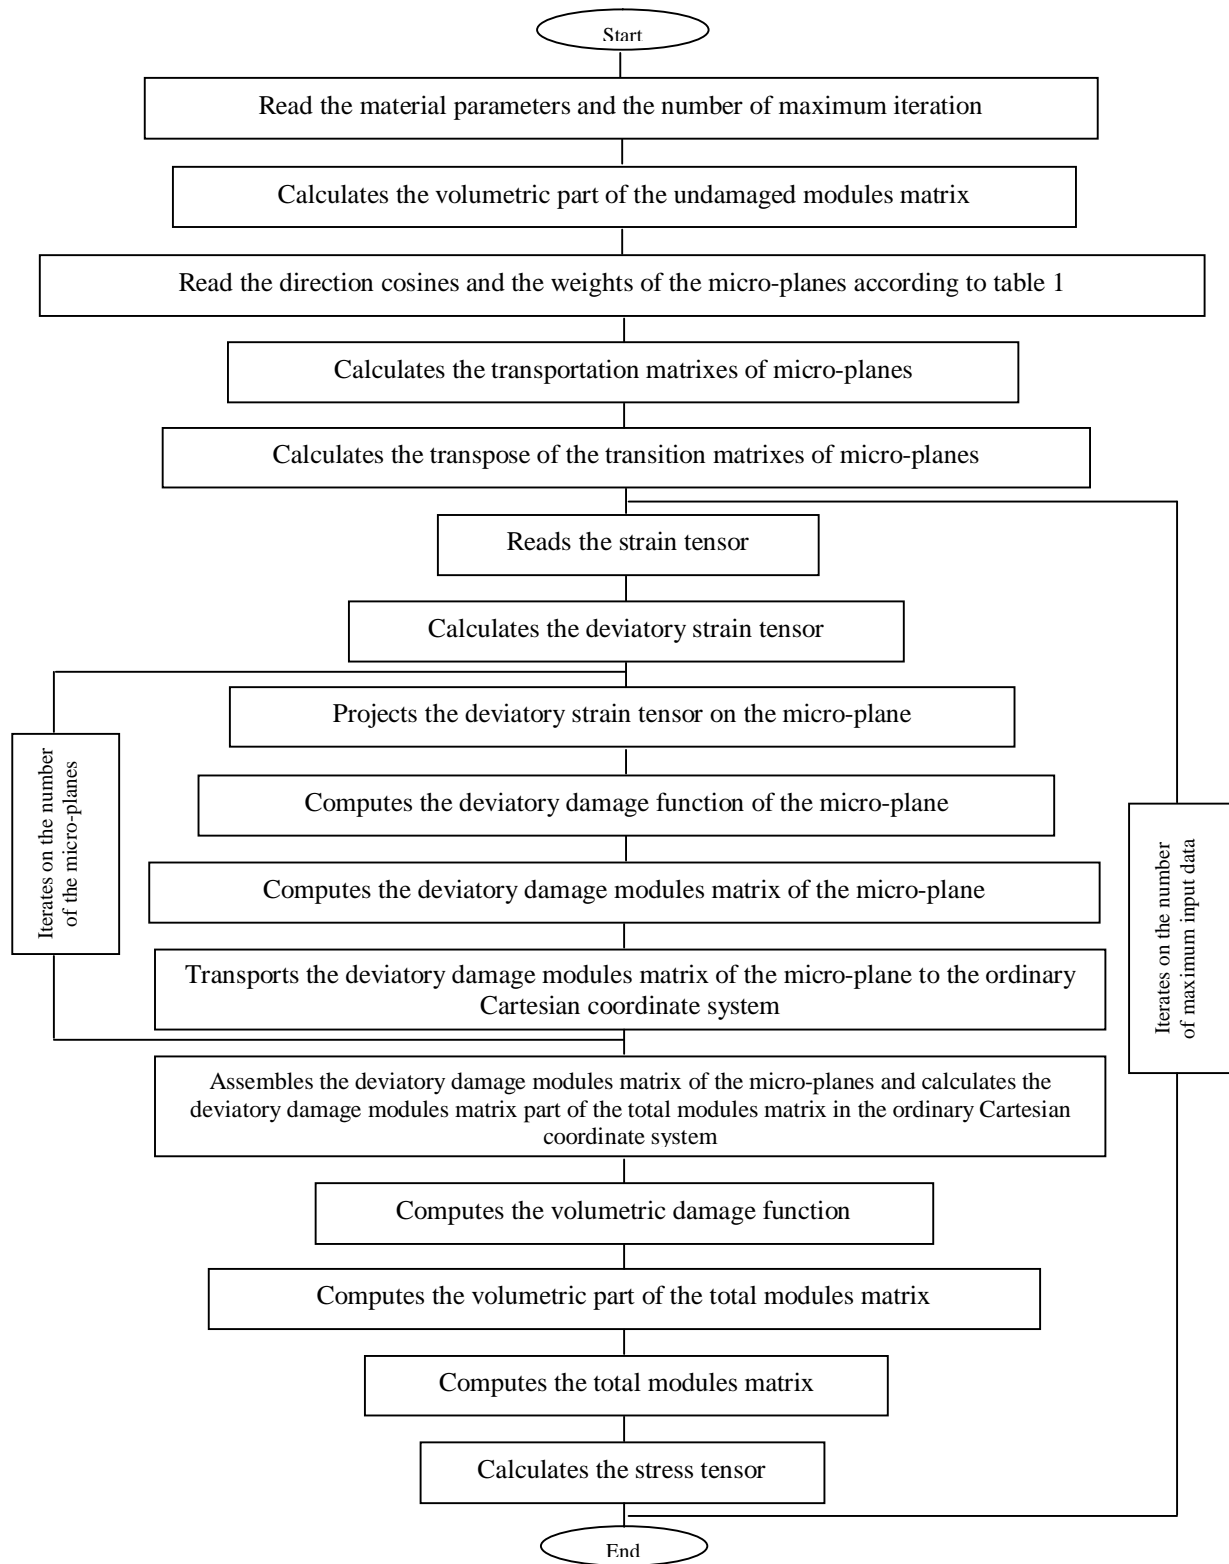 Start
Read the material parameters and the number of maximum iteration
Calculates the volumetric part of the undamaged modules matrix
Read the direction cosines and the weights of the micro-planes according to table 1
Calculates the transportation matrixes of micro-planes
Calculates the transpose of the transition matrixes of micro-planes
Reads the strain tensor
Calculates the deviatory strain tensor
Projects the deviatory strain tensor on the micro-plane
Iterates on the number
of the micro-planes
Computes the deviatory damage function of the micro-plane
Iterates on the number
of maximum input data
Computes the deviatory damage modules matrix of the micro-plane
Transports the deviatory damage modules matrix of the micro-plane to the ordinary
Cartesian coordinate system
Assembles the deviatory damage modules matrix of the micro-planes and calculates the
deviatory damage modules matrix part of the total modules matrix in the ordinary Cartesian
coordinate system
Computes the volumetric damage function
Computes the volumetric part of the total modules matrix
Computes the total modules matrix
Calculates the stress tensor
End